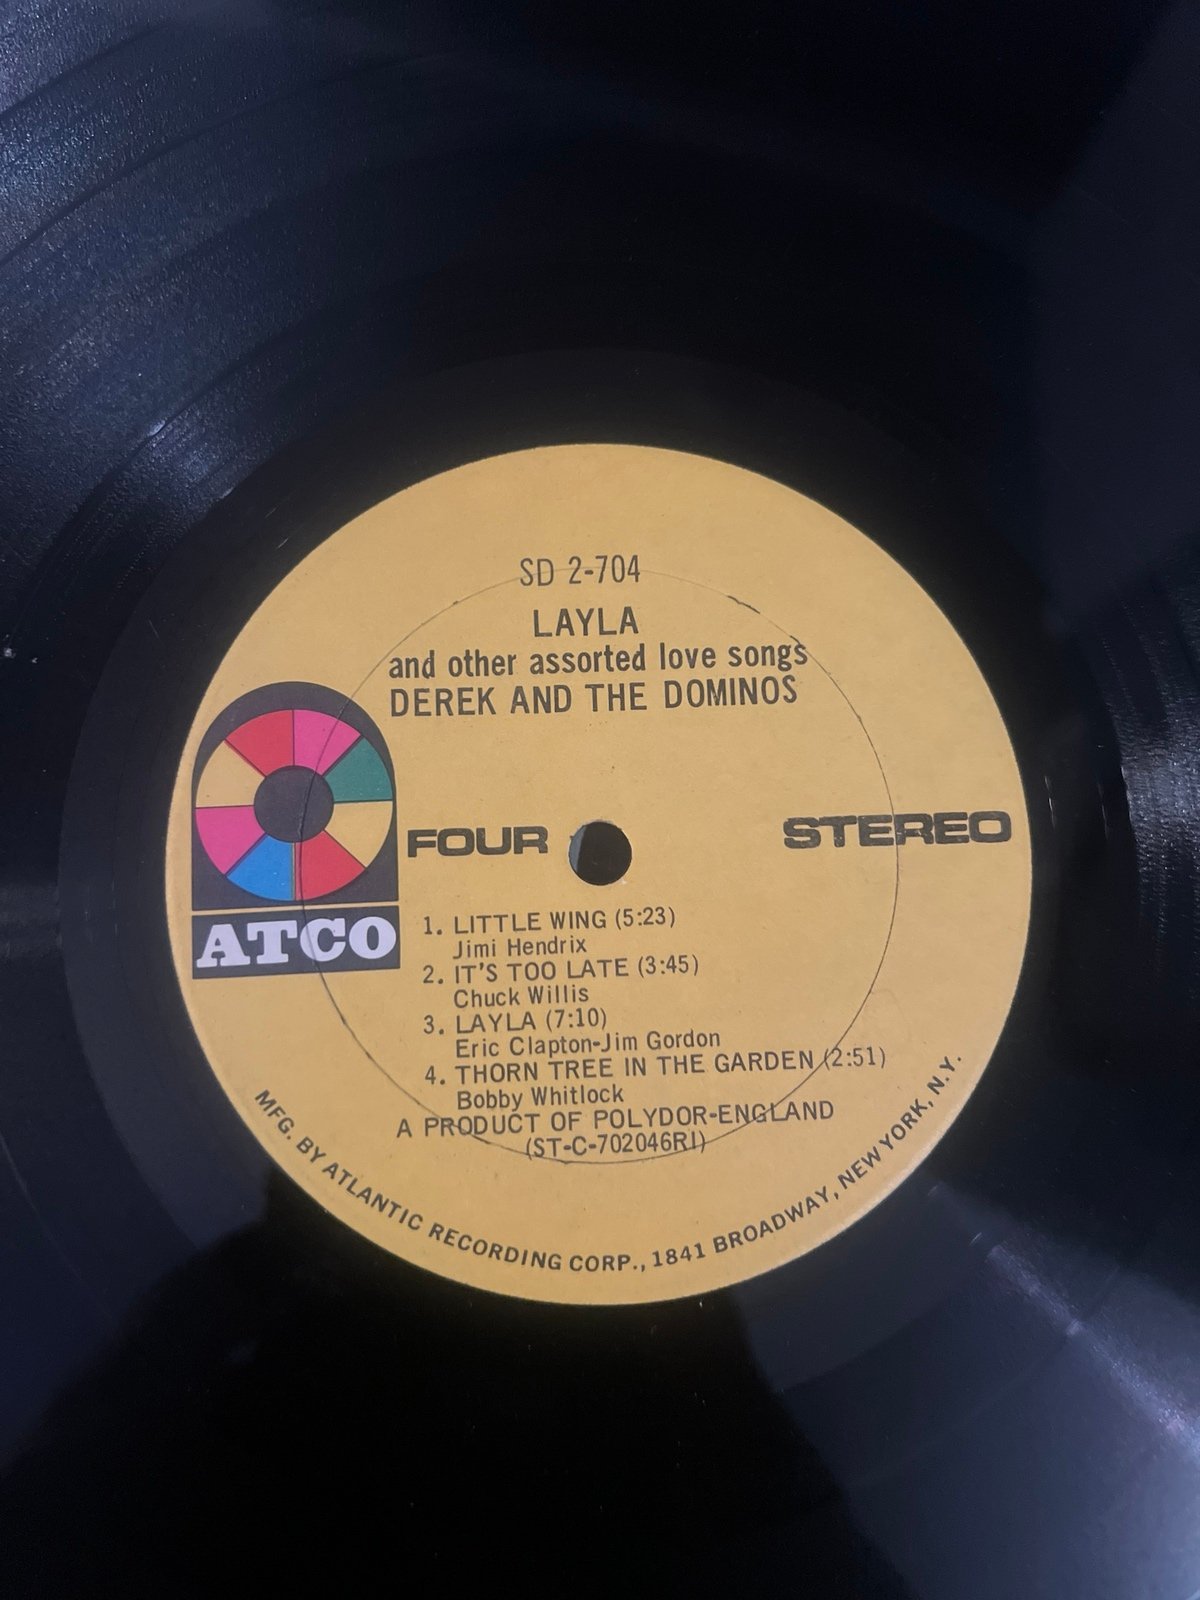 SD 2-704
LAYLA
and other assorted love songs
DEREK AND THE DOMINOS
ATCO
FOUR
STEREO
1. LITTLE WING (5:23)
Jimi Hendrix
2. IT'S TOO LATE (3:45)
Chuck Willis
3. LAYLA (7:10)
Eric Clapton-Jim Gordon
4. THORN TREE IN THE GARDEN (2:51)
Bobby Whitlock
A PRODUCT OF POLYDOR-ENGLAND
(ST-C-702046RI)
MFG. BY ATLANTIC RECORDING CORP., 1841 BROADWAY, NEW YORK, N.Y.